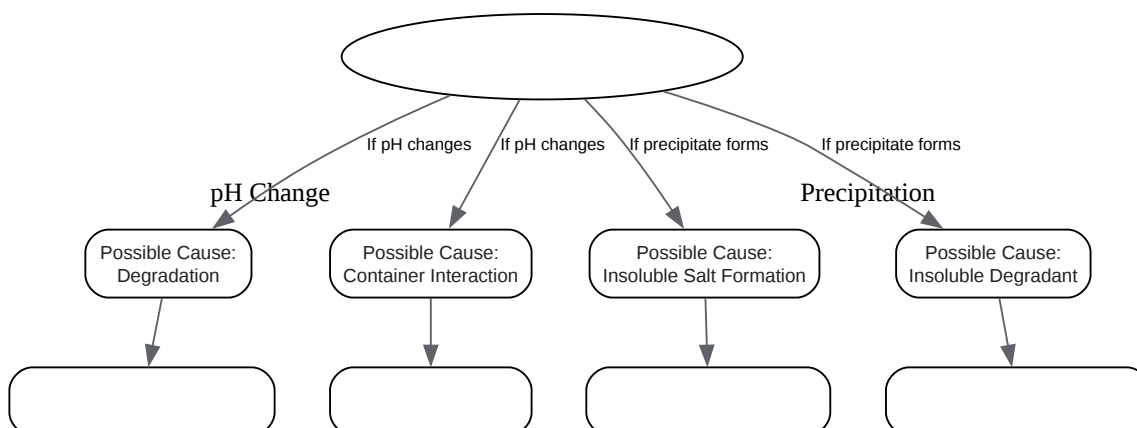 If pH changes
If pH changes
If precipitate forms
If precipitate forms
pH Change
Precipitation
Possible Cause:
Degradation
Possible Cause:
Container Interaction
Possible Cause:
Insoluble Salt Formation
Possible Cause:
Insoluble Degradant